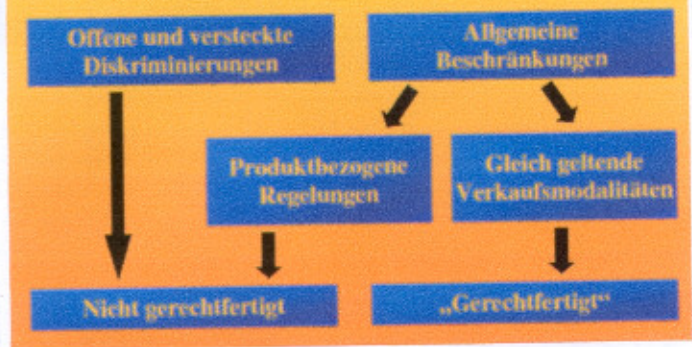 Offene und versteckte
Diskriminierungen
Allgemeine
Beschränkungen
Produktbezogene
Regelungen
Gleich geltende
Verkaufsmodalitäten
Nicht gerechtfertigt
„Gerechtfertigt“